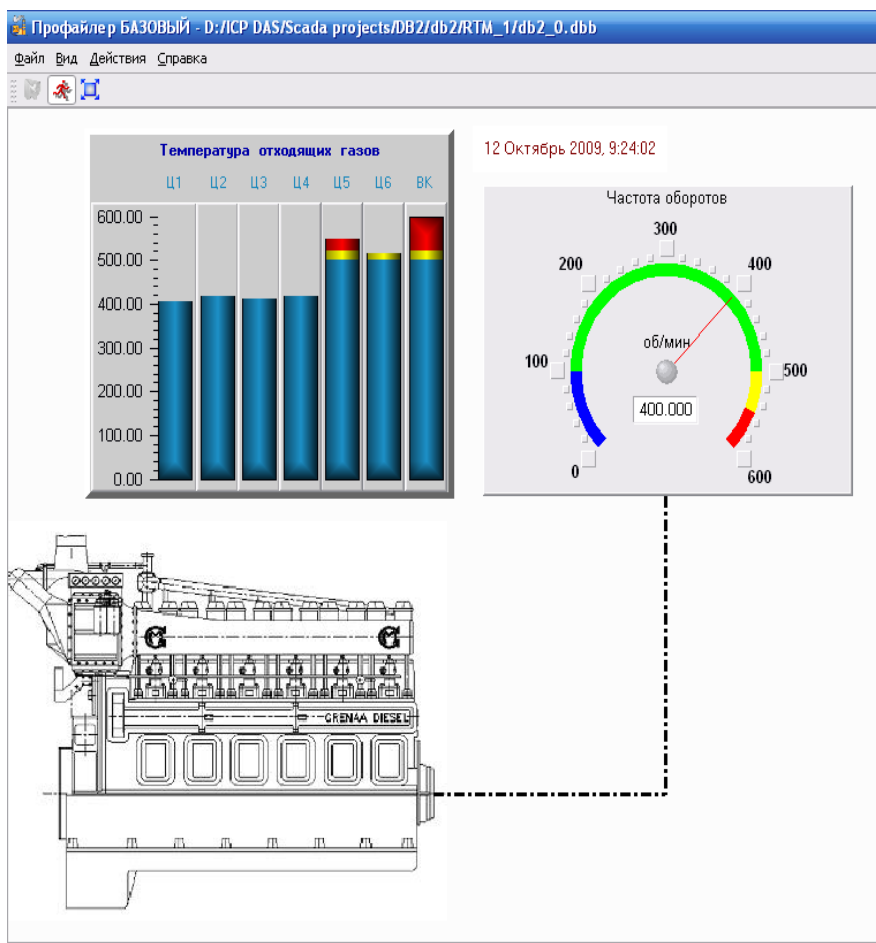 Профайлер БАЗОВЫЙ - D:/ICP DAS/Scada projects/DB2/db2/RTM_1/db2_0.dbb
Файл Вид Действия Справка
Температура отходящих газов
Ц1 Ц2 Ц3 Ц4 Ц5 Ц6 ВК
600.00
500.00
400.00
300.00
200.00
100.00
0.00
12 Октябрь 2009, 9:24:02
Частота оборотов
300
200
400
об/мин
100
500
400.000
0
600
GRENAA DIESEL